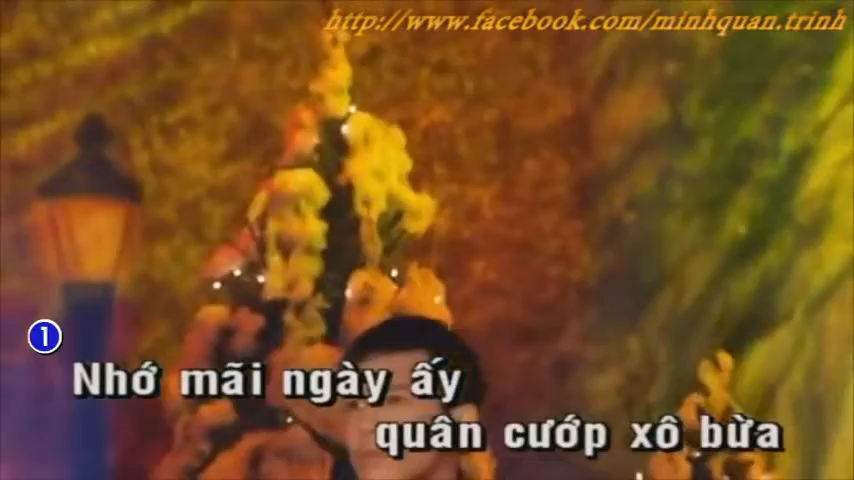 http://www.facebook.com/minhquan.trinh
1
Nhớ mãi ngày ấy
quân cướp xô bừa